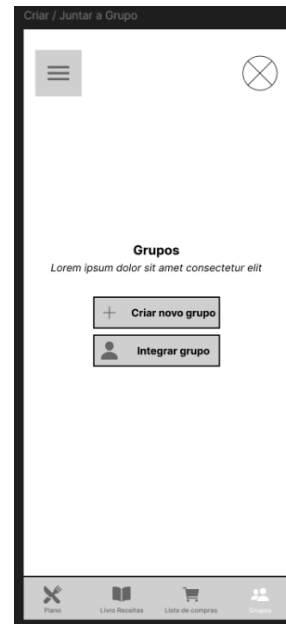 Criar / Juntar a Grupo
Grupos
Lorem ipsum dolor sit amet consectetur elit
Criar novo grupo
Integrar grupo
Plano
Livro Receitas
Lista de compras
Grupos